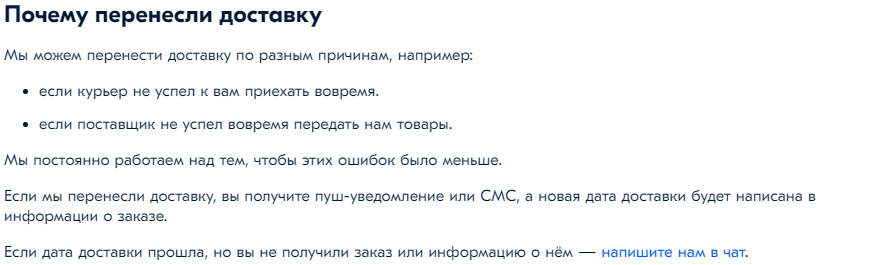 Почему перенесли доставку
Мы можем перенести доставку по разным причинам, например:
• если курьер не успел к вам приехать вовремя.
• если поставщик не успел вовремя передать нам товары.
Мы постоянно работаем над тем, чтобы этих ошибок было меньше.
Если мы перенесли доставку, вы получите пуш-уведомление или СМС, а новая дата доставки будет написана в
информации о заказе.
Если дата доставки прошла, но вы не получили заказ или информацию о нём — напишите нам в чат.